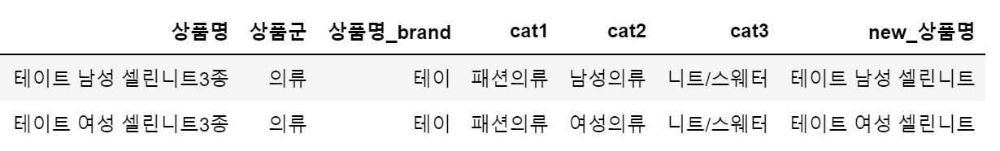 상품명 상품군 상품명_brand cat1 cat2 cat3 new_상품명
테이트 남성 셀린니트3종 의류 테이 패션의류 남성의류 니트/스웨터 테이트 남성 셀린니트
테이트 여성 셀린니트3종 의류 테이 패션의류 여성의류 니트/스웨터 테이트 여성 셀린니트